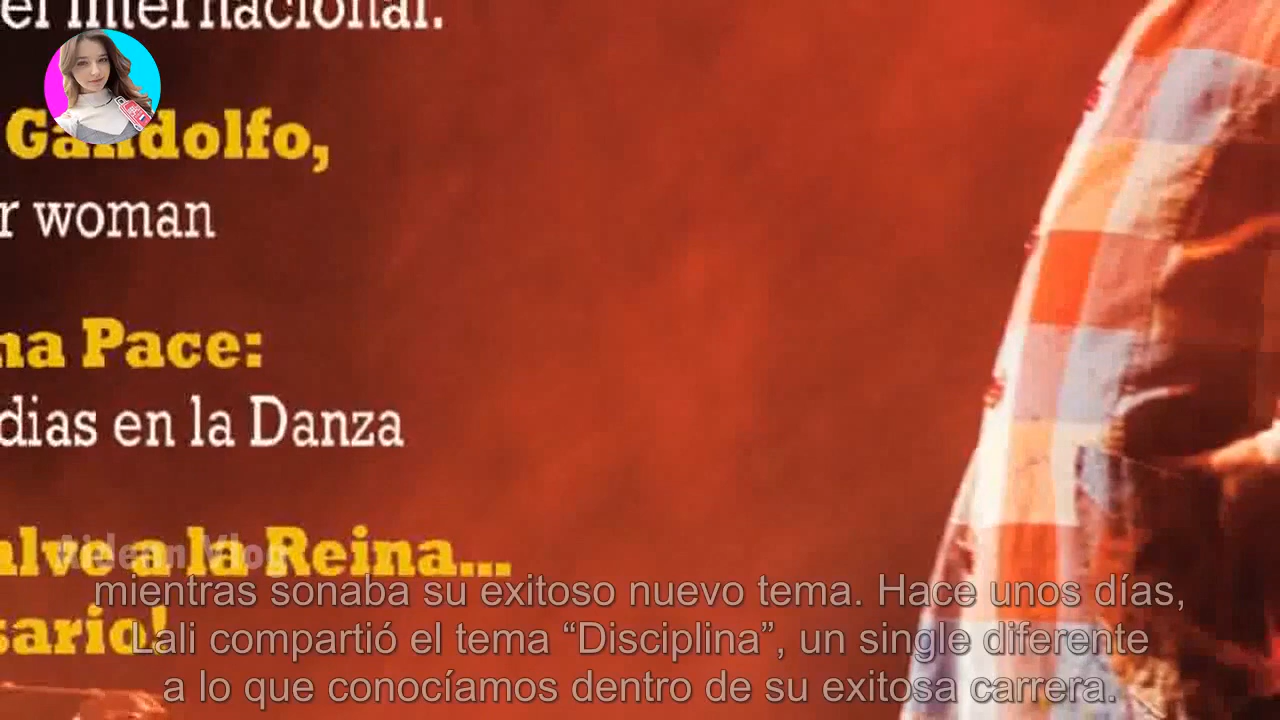 el internacional.
Gandolfo,
r woman
na Pace:
dias en la Danza
alve a la Reina...
sario!
Aidenn Vlog
mientras sonaba su exitoso nuevo tema. Hace unos días,
Lali compartió el tema “Disciplina”, un single diferente
a lo que conocíamos dentro de su exitosa carrera.